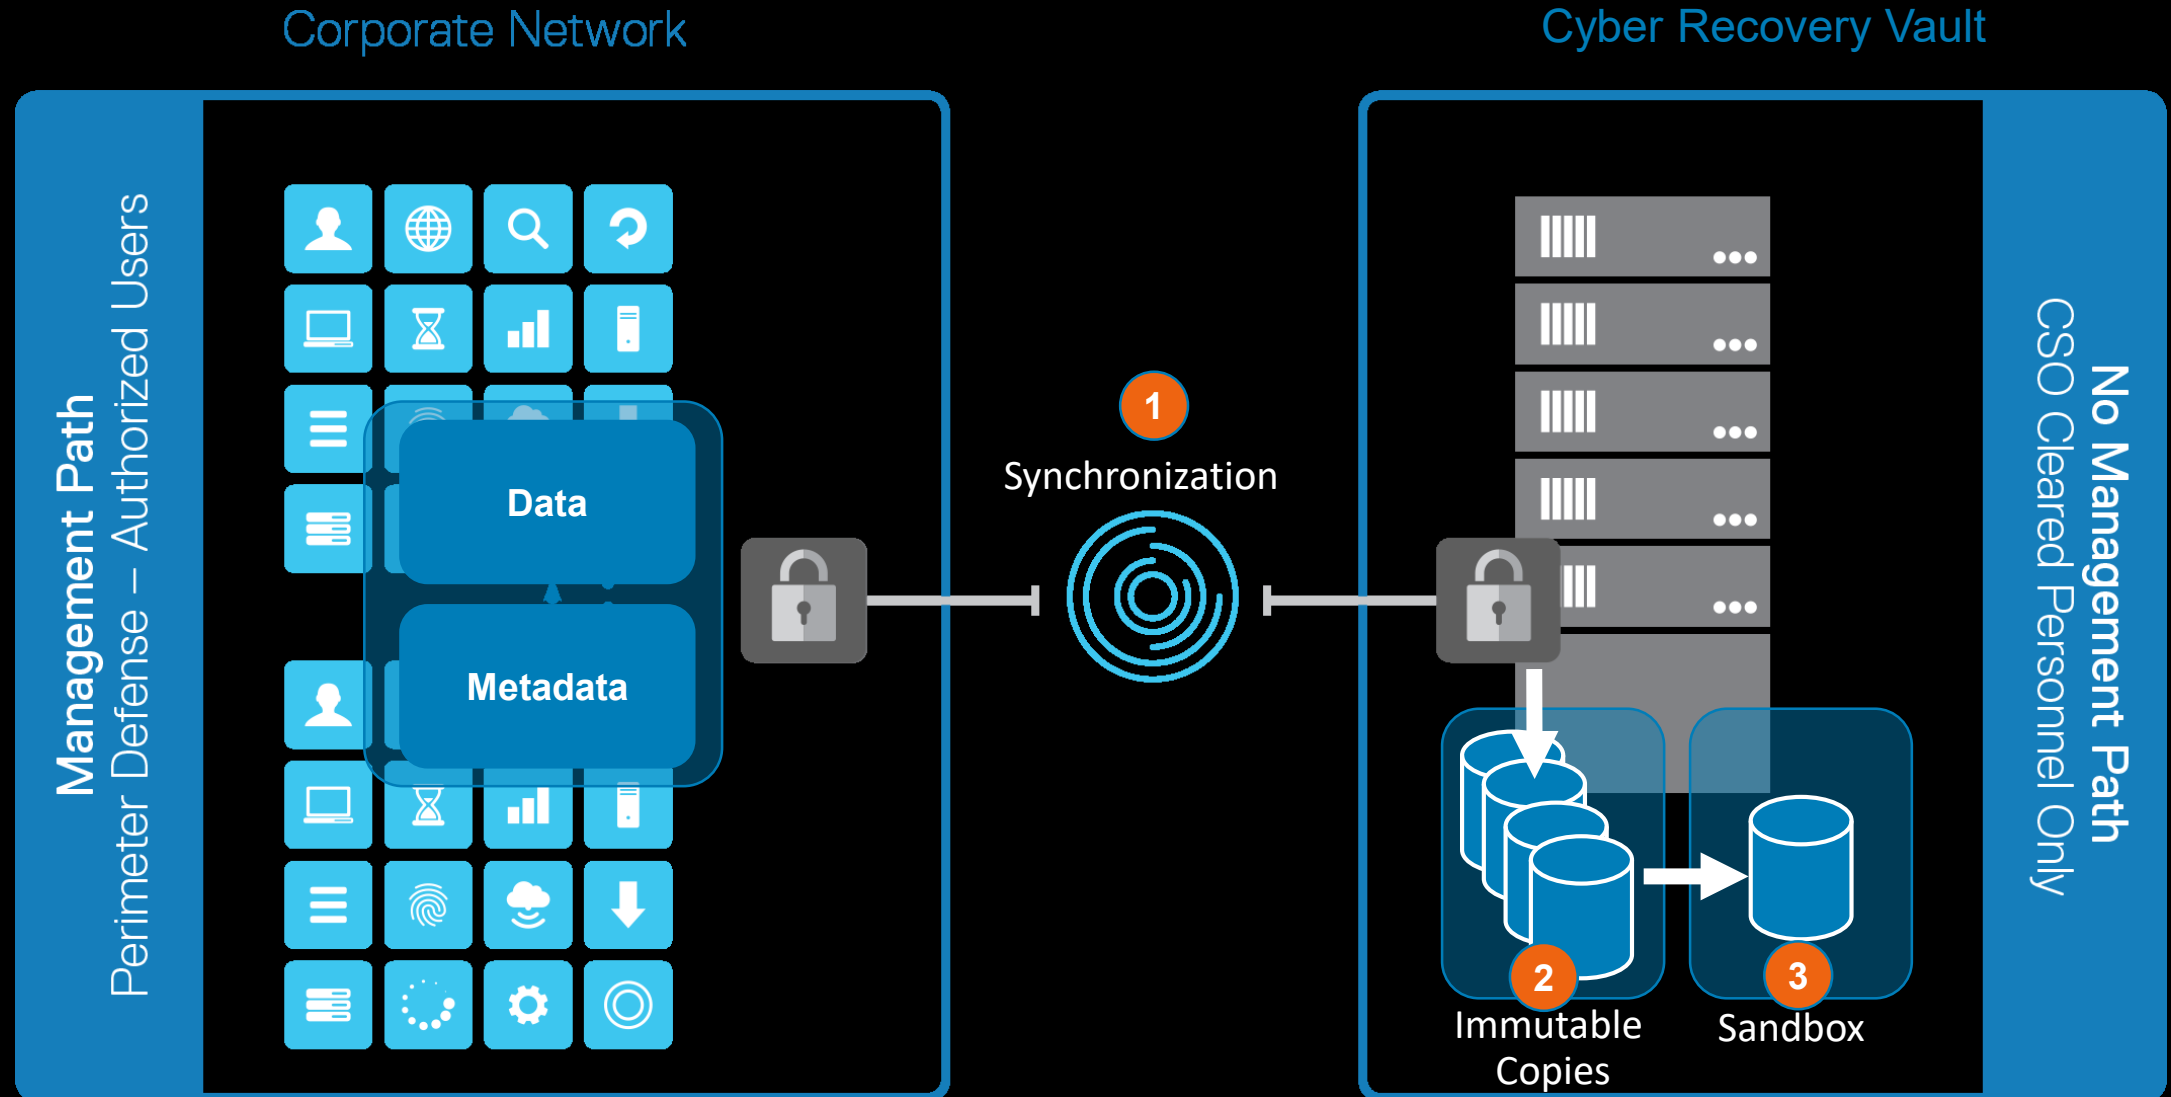 Corporate Network
Cyber Recovery Vault
Management Path
Perimeter Defense – Authorized Users
Data
Metadata
1
Synchronization
2
Immutable
Copies
3
Sandbox
No Management Path
CSO Cleared Personnel Only